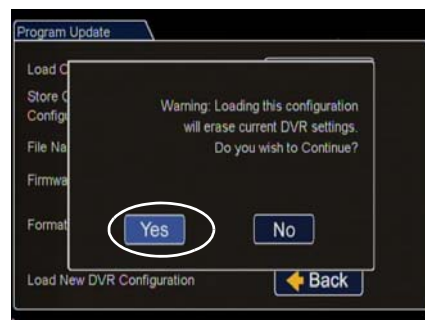 Program Update
Load C
Store C
Configu
File Na
Firmwa
Format
Warning: Loading this configuration
will erase current DVR settings.
Do you wish to Continue?
Yes
No
Load New DVR Configuration
Back